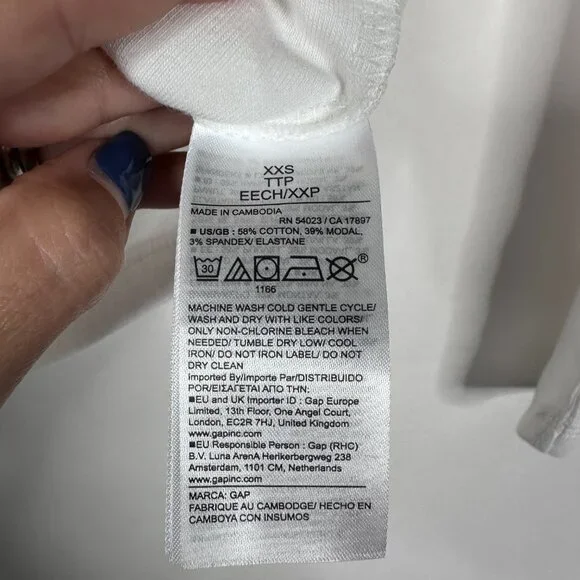 XXS
TTP
EECH/XXP
MADE IN CAMBODIA
RN 54023 / CA 17897
■ US/GB : 58% COTTON, 39% MODAL,
3% SPANDEX/ ELASTANE
30
®
1166
MACHINE WASH COLD GENTLE CYCLE/
WASH AND DRY WITH LIKE COLORS/
ONLY NON-CHLORINE BLEACH WHEN
NEEDED/ TUMBLE DRY LOW/ COOL
IRON/ DO NOT IRON LABEL/ DO NOT
DRY CLEAN
Imported By/Importe Par/DISTRIBUIDO
POR/ΕΙΣΑΓΕΤΑΙ ΑΠΟ ΤΗΝ:
■EU and UK Importer ID : Gap Europe
Limited, 13th Floor, One Angel Court,
London, EC2R 7HJ, United Kingdom
www.gapinc.com
■EU Responsible Person : Gap (RHC)
B.V. Luna ArenA Herikerbergweg 238
Amsterdam, 1101 CM, Netherlands
www.gapinc.com
MARCA: GAP
FABRIQUE AU CAMBODGE/ HECHO EN
CAMBOYA CON INSUMOS